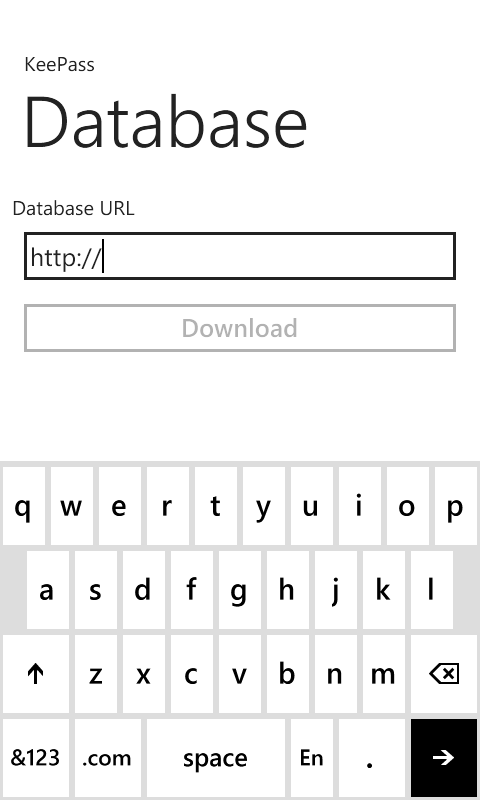 KeePass
Database
Database URL
http://
Download
q w e r t y u i o p
a s d f g h j k l
z x c v b n m
&123 .com space En .